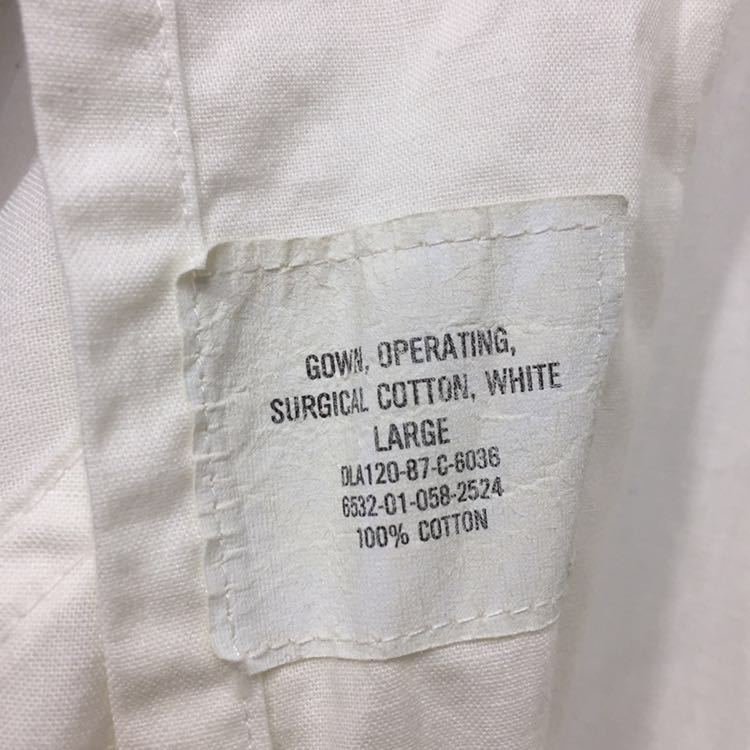 GOWN, OPERATING,
SURGICAL COTTON, WHITE
LARGE
DLA120-87-C-6036
6532-01-058-2524
100% COTTON